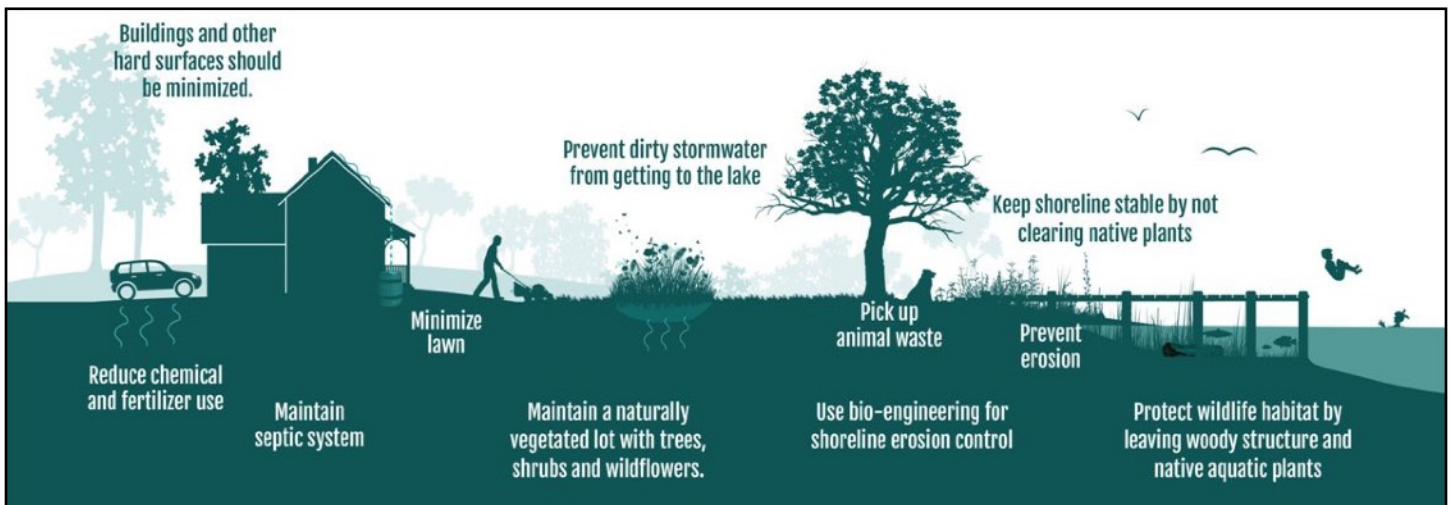 Buildings and other
hard surfaces should
be minimized.
Prevent dirty stormwater
from getting to the lake
Keep shoreline stable by not
clearing native plants
Minimize
lawn
Pick up
animal waste
Prevent
erosion
Reduce chemical
and fertilizer use
Maintain
septic system
Maintain a naturally
vegetated lot with trees,
shrubs and wildflowers.
Use bio-engineering for
shoreline erosion control
Protect wildlife habitat by
leaving woody structure and
native aquatic plants